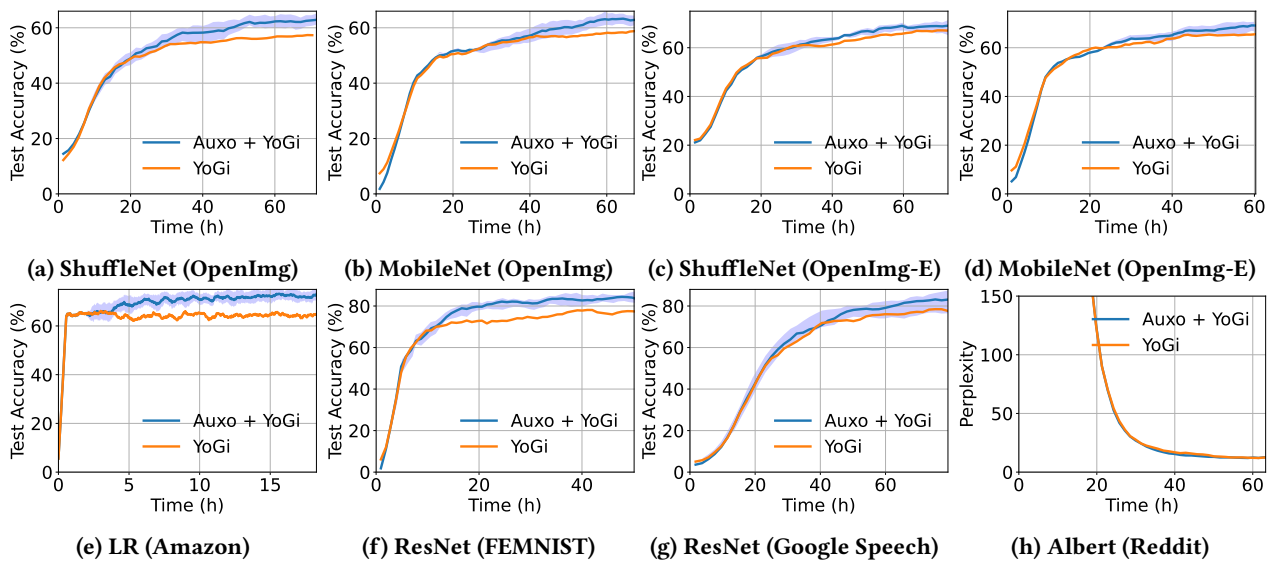 Test Accuracy (%)
60
40
20
0
0 20 40 60
Time (h)
Auxo + YoGi
YoGi
(a) ShuffleNet (OpenImg)
Test Accuracy (%)
60
40
20
0
0 20 40 60
Time (h)
Auxo + YoGi
YoGi
(b) MobileNet (OpenImg)
Test Accuracy (%)
60
40
20
0
0 20 40 60
Time (h)
Auxo + YoGi
YoGi
(c) ShuffleNet (OpenImg-E)
Test Accuracy (%)
60
40
20
0
0 20 40 60
Time (h)
Auxo + YoGi
YoGi
(d) MobileNet (OpenImg-E)
Test Accuracy (%)
60
40
20
0
0 5 10 15
Time (h)
Auxo + YoGi
YoGi
(e) LR (Amazon)
Test Accuracy (%)
80
60
40
20
0
0 20 40
Time (h)
Auxo + YoGi
YoGi
(f) ResNet (FEMNIST)
Test Accuracy (%)
80
60
40
20
0
0 20 40 60
Time (h)
Auxo + YoGi
YoGi
(g) ResNet (Google Speech)
Perplexity
150
100
50
0
0 20 40 60
Time (h)
Auxo + YoGi
YoGi
(h) Albert (Reddit)